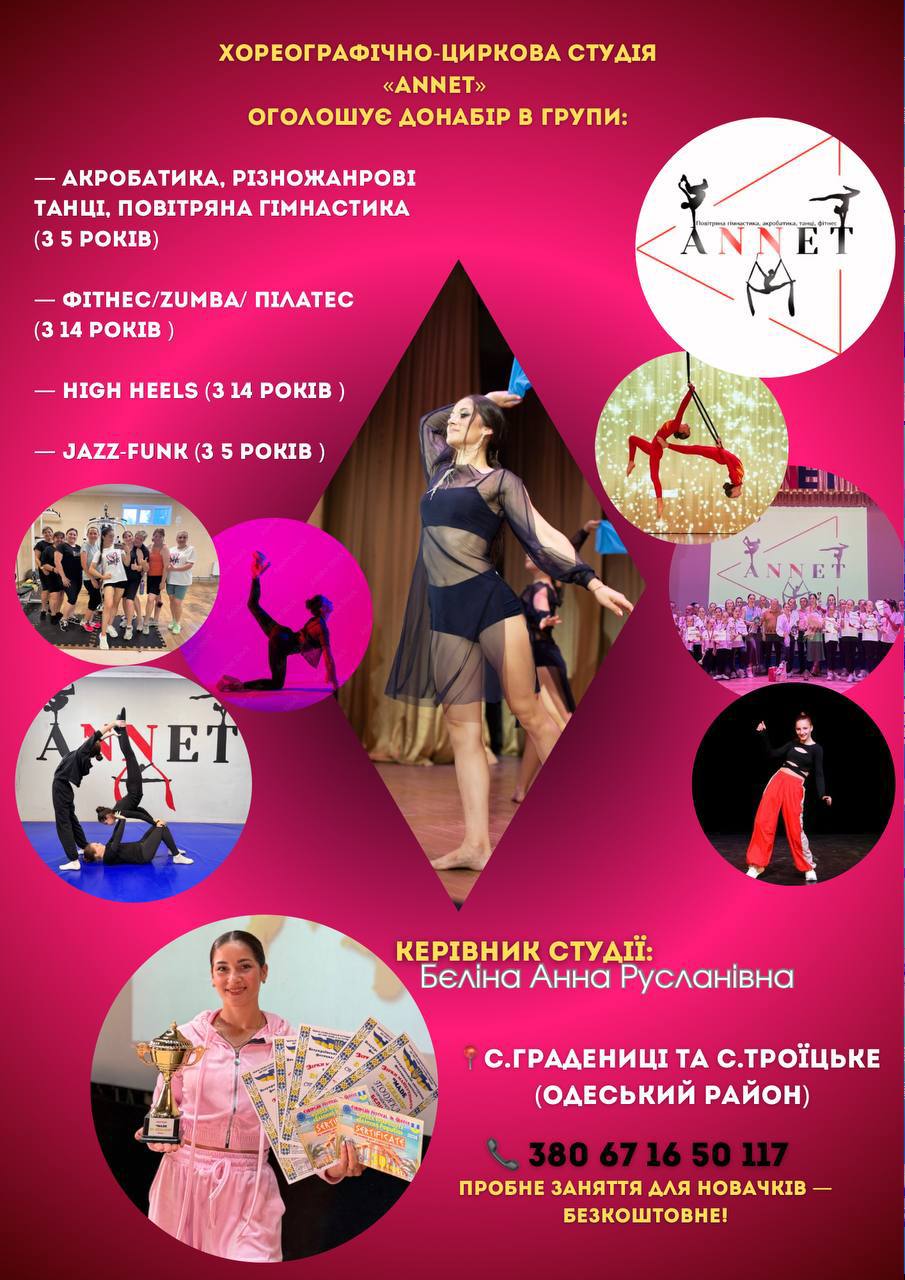 ХОРЕОГРАФІЧНО-ЦИРКОВА СТУДІЯ
«ANNET»
ОГОЛОШУЄ ДОНАБІР В ГРУПИ:
— АКРОБАТИКА, РІЗНОЖАНРОВІ
ТАНЦІ, ПОВІТРЯНА ГІМНАСТИКА
(З 5 РОКІВ)
— ФІТНЕС/ZUMBA/ ПІЛАТЕС
(З 14 РОКІВ )
— HIGH HEELS (З 14 РОКІВ )
— JAZZ-FUNK (З 5 РОКІВ )
Повітряна гімнастика, акробатика, танці, фітнес
ANNET
ANNET
ANNET
КЕРІВНИК СТУДІЇ:
Бєліна Анна Русланівна
С.ГРАДЕНИЦІ ТА С.ТРОЇЦЬКЕ
(ОДЕСЬКИЙ РАЙОН)
380 67 16 50 117
ПРОБНЕ ЗАНЯТТЯ ДЛЯ НОВАЧКІВ —
БЕЗКОШТОВНЕ!
CERTIFICATE